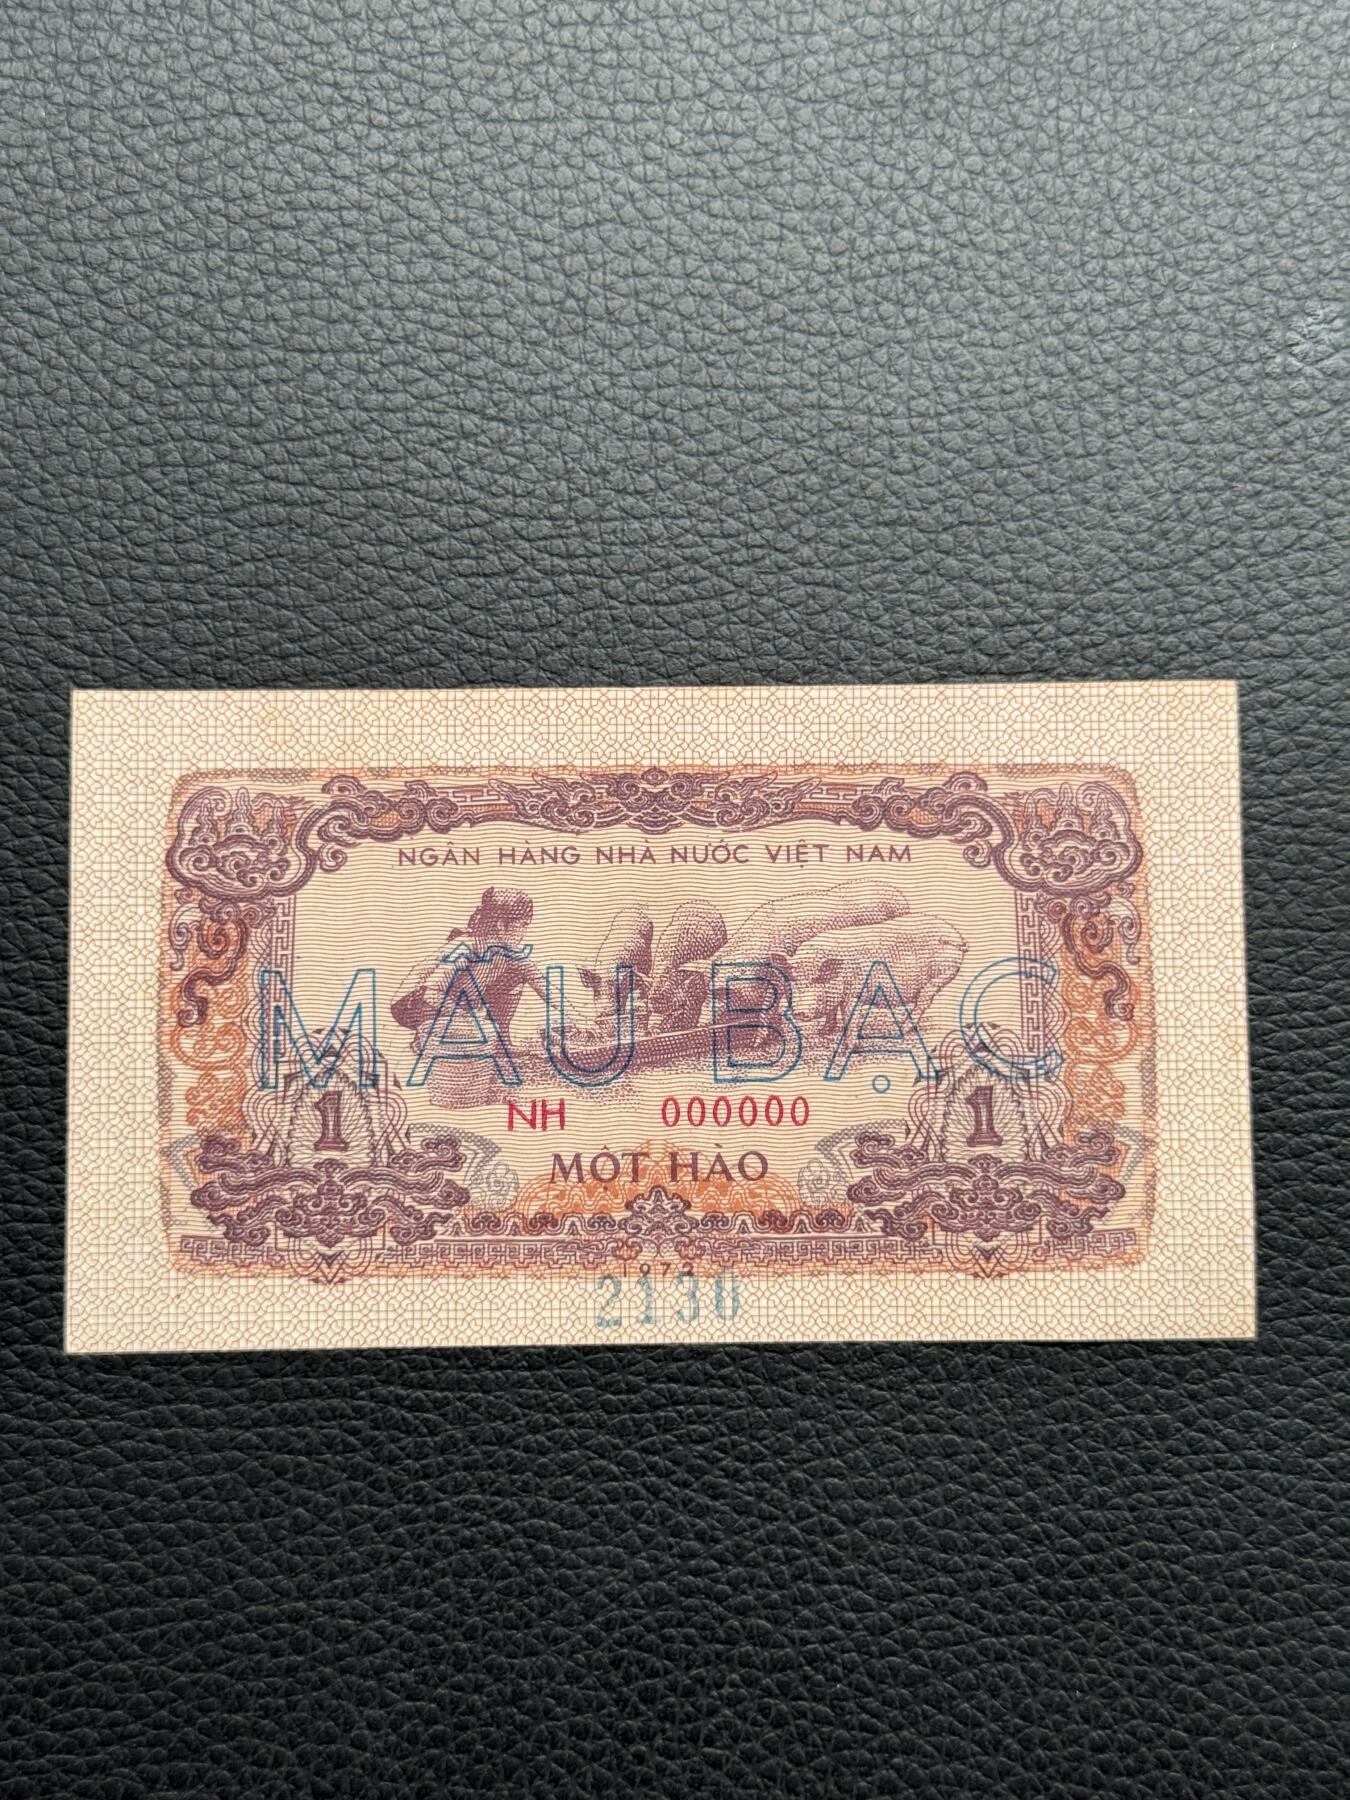 NGÂN HÀNG NHÀ NƯỚC VIỆT NAM
MẪU BẠC
1 1
NH 000000
MỘT HÀO
1972
2130